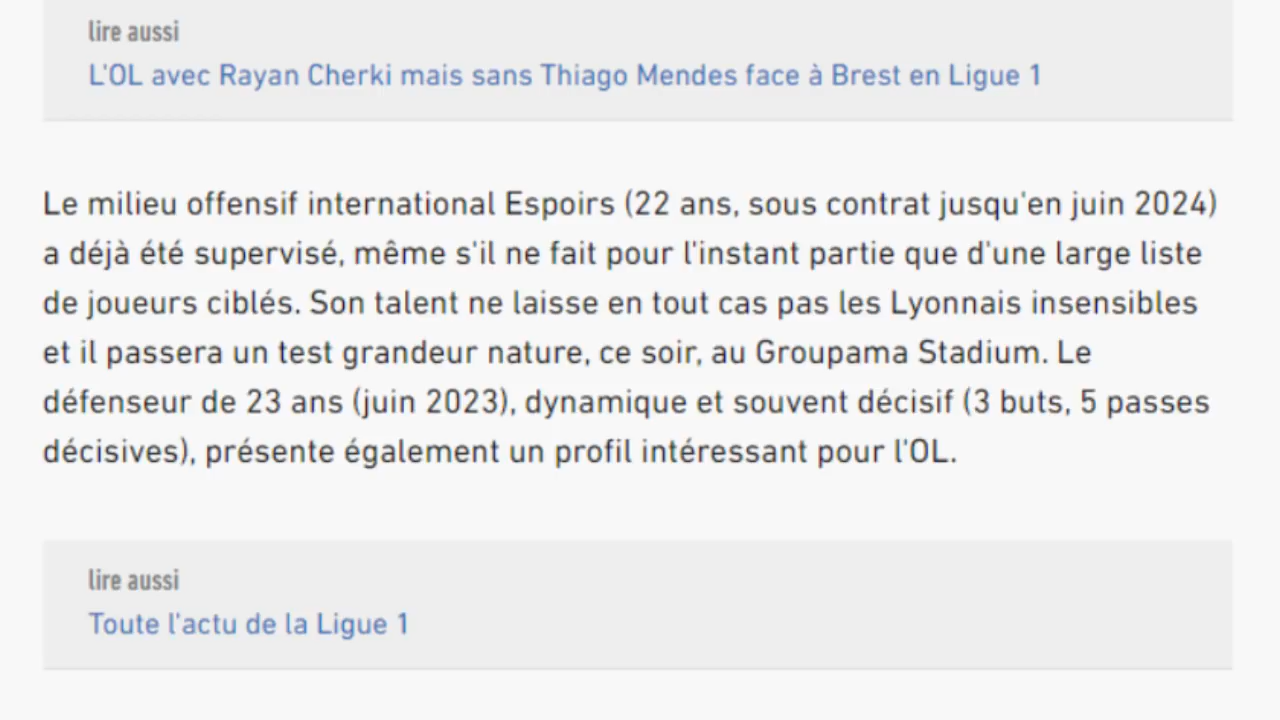 lire aussi
L'OL avec Rayan Cherki mais sans Thiago Mendes face à Brest en Ligue 1
Le milieu offensif international Espoirs (22 ans, sous contrat jusqu'en juin 2024)
a déjà été supervisé, même s'il ne fait pour l'instant partie que d'une large liste
de joueurs ciblés. Son talent ne laisse en tout cas pas les Lyonnais insensibles
et il passera un test grandeur nature, ce soir, au Groupama Stadium. Le
défenseur de 23 ans (juin 2023), dynamique et souvent décisif (3 buts, 5 passes
décisives), présente également un profil intéressant pour l'OL.
lire aussi
Toute l'actu de la Ligue 1